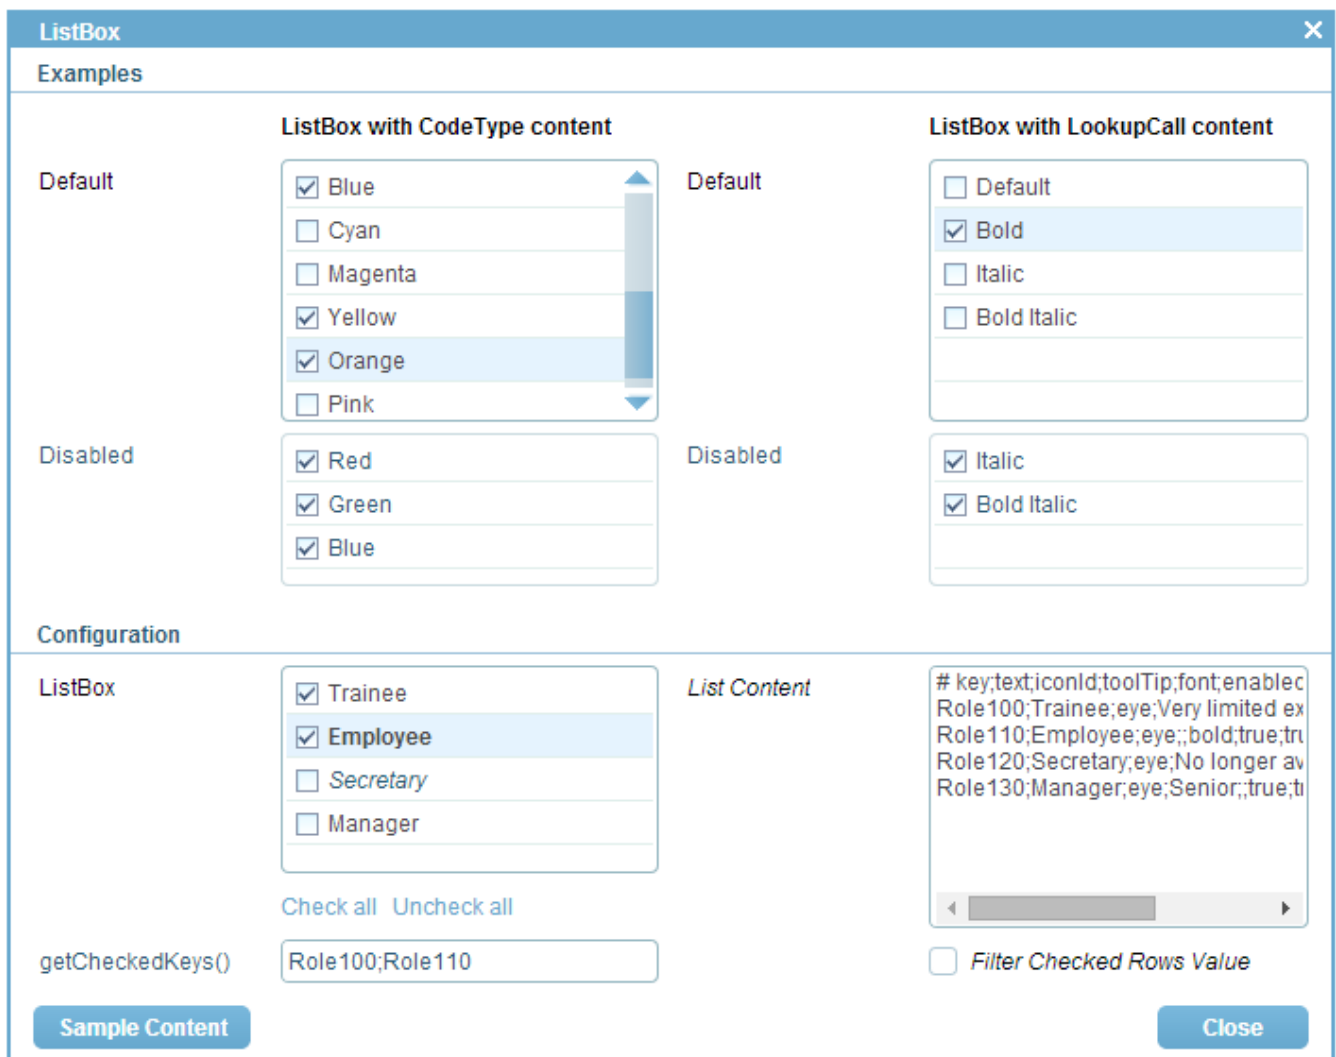 ListBox
Examples
ListBox with CodeType content
ListBox with LookupCall content
Default
Blue
Cyan
Magenta
Yellow
Orange
Pink
Default
Default
Bold
Italic
Bold Italic
Disabled
Red
Green
Blue
Disabled
Italic
Bold Italic
Configuration
ListBox
Trainee
Employee
Secretary
Manager
Check all Uncheck all
List Content
# key;text;iconId;toolTip;font;enabled
Role100;Trainee;eye;Very limited ex
Role110;Employee;eye;;bold;true;tru
Role120;Secretary;eye;No longer av
Role130;Manager;eye;Senior;;true;t
getCheckedKeys()
Role100;Role110
Filter Checked Rows Value
Sample Content
Close